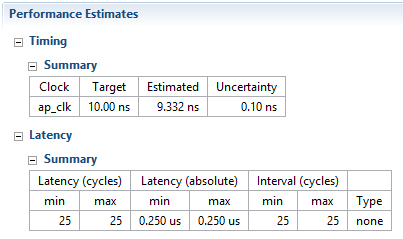 Performance Estimates
Timing
Summary
Clock Target Estimated Uncertainty
ap_clk 10.00 ns 9.332 ns 0.10 ns
Latency
Summary
Latency (cycles) Latency (absolute) Interval (cycles)
min max min max min max Type
25 25 0.250 us 0.250 us 25 25 none